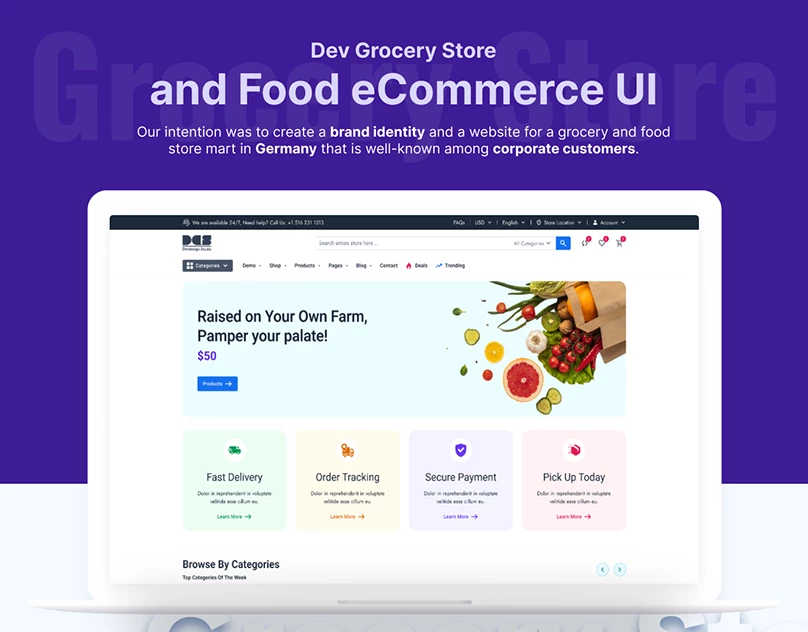 Grocery Store
Dev Grocery Store
and Food eCommerce UI
Our intention was to create a brand identity and a website for a grocery and food
store mart in Germany that is well-known among corporate customers.
We are available 24/7, Need help? Call Us: +1 516 231 1313
FAQs USD English Store Location Account
DGS
Devdesign Studio
Search entire store here ...
All Categories
Categories Demo Shop Products Pages Blog Contact Deals Trending
Raised on Your Own Farm,
Pamper your palate!
$50
Products
Fast Delivery
Dolor in reprehenderit in voluptate
velitide esse cillum eu.
Learn More
Order Tracking
Dolor in reprehenderit in voluptate
velitide esse cillum eu.
Learn More
Secure Payment
Dolor in reprehenderit in voluptate
velitide esse cillum eu.
Learn More
Pick Up Today
Dolor in reprehenderit in voluptate
velitide esse cillum eu.
Learn More
Browse By Categories
Top Categories Of The Week